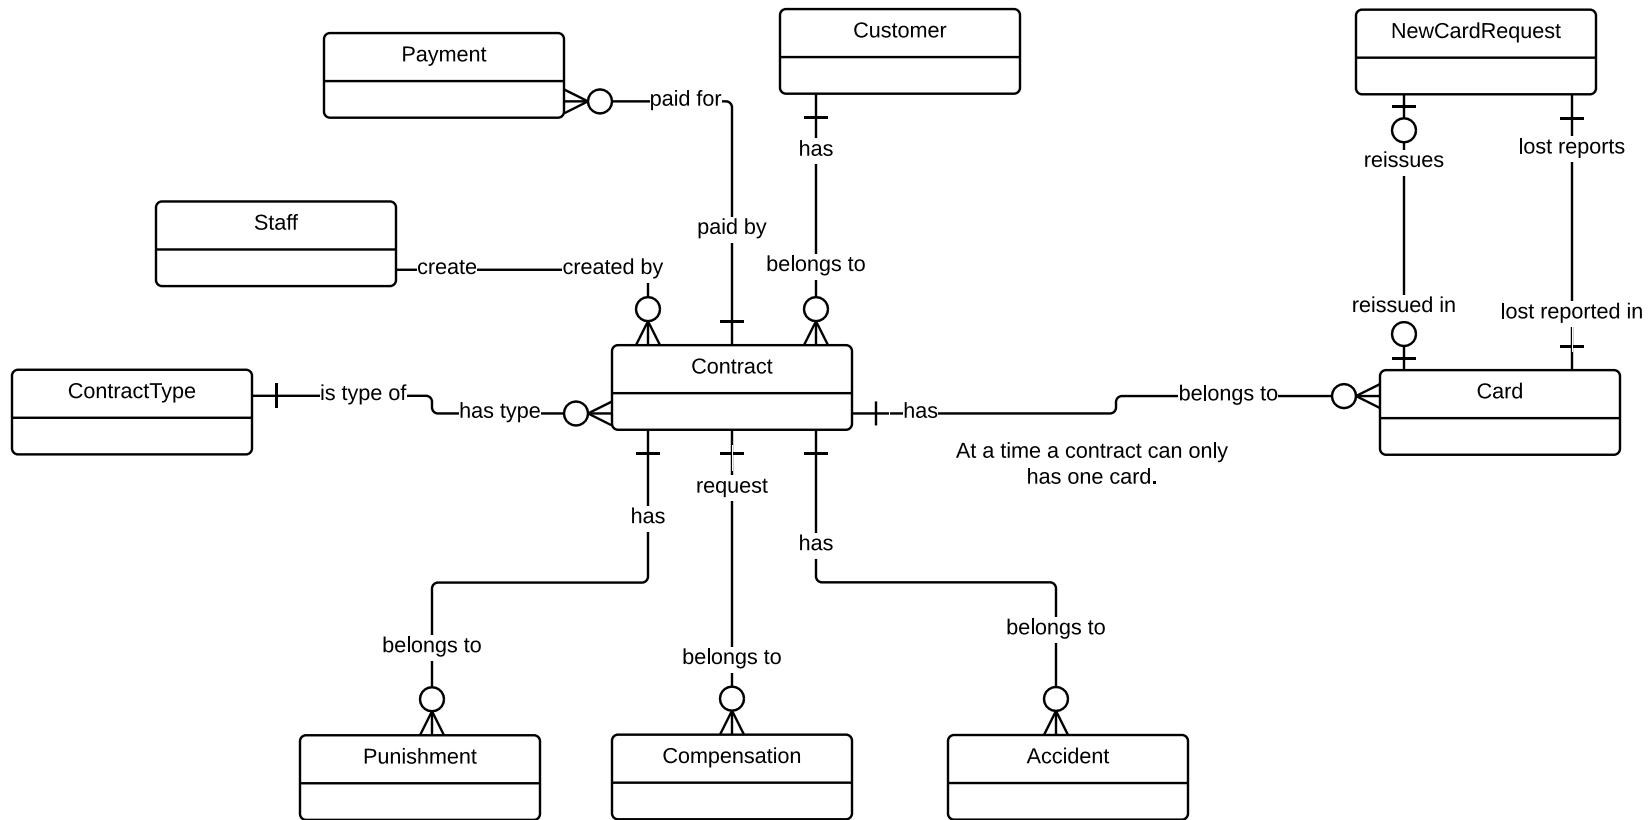 Customer
NewCardRequest
Payment
paid for
has
lost reports
reissues
Staff
paid by
create
created by
belongs to
reissued in
lost reported in
Contract
ContractType
is type of
has type
has
belongs to
Card
At a time a contract can only
has one card.
request
has
has
belongs to
belongs to
belongs to
Punishment
Compensation
Accident